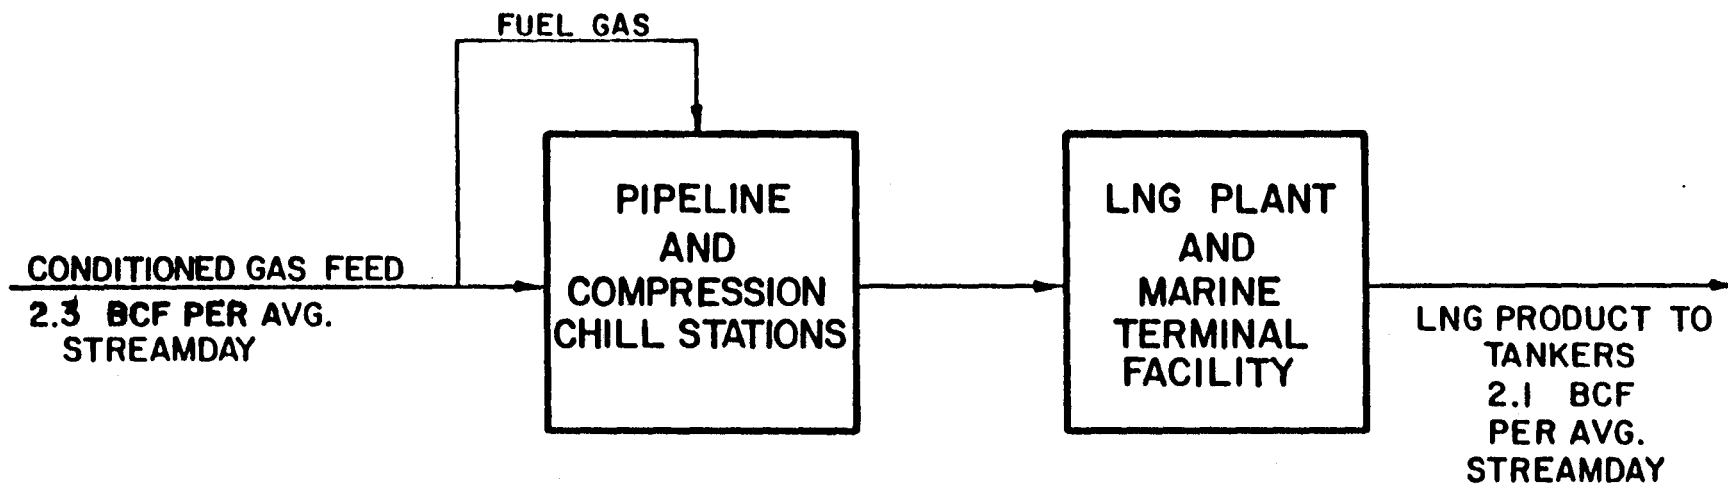 FUEL GAS
CONDITIONED GAS FEED
2.3 BCF PER AVG.
STREAMDAY
PIPELINE
AND
COMPRESSION
CHILL STATIONS
LNG PLANT
AND
MARINE
TERMINAL
FACILITY
LNG PRODUCT TO
TANKERS
2.1 BCF
PER AVG.
STREAMDAY